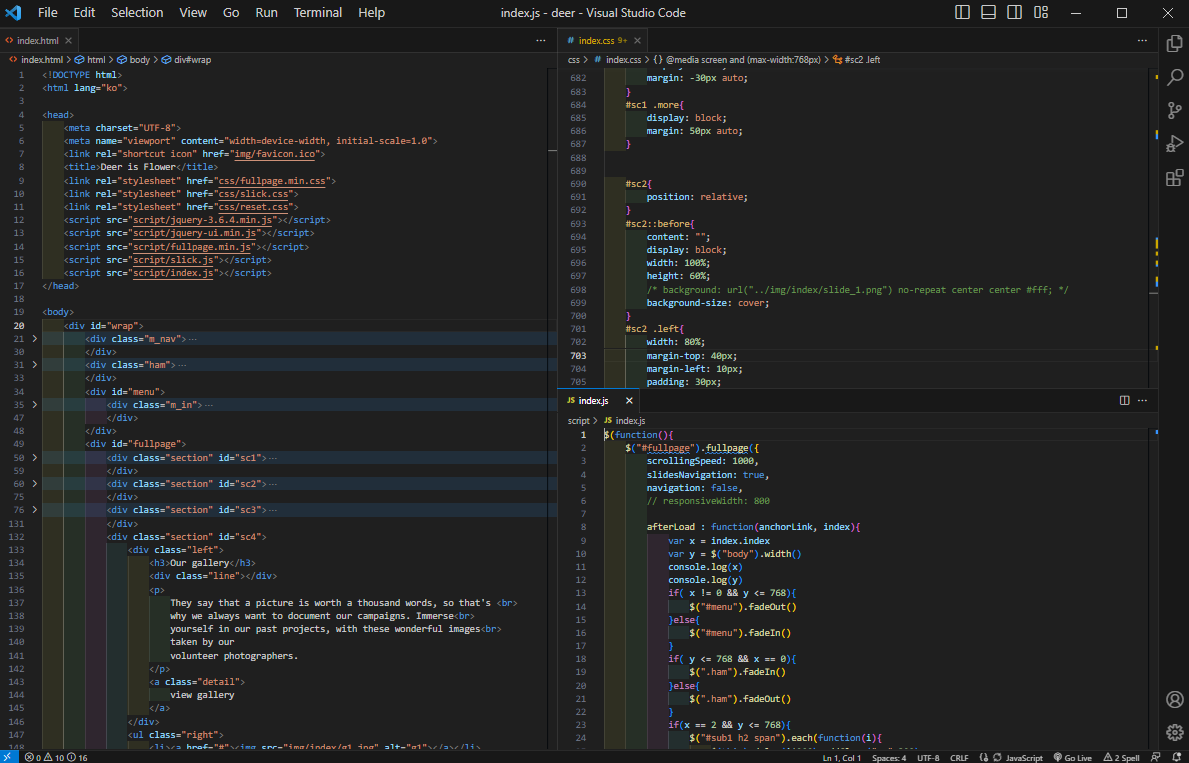 File Edit Selection View Go Run Terminal Help
index.js - deer - Visual Studio Code
index.html
index.html > html > body > div#wrap
1 <!DOCTYPE html>
2 <html lang="ko">
3
4 <head>
5 <meta charset="UTF-8">
6 <meta name="viewport" content="width=device-width, initial-scale=1.0">
7 <link rel="shortcut icon" href="img/favicon.ico">
8 <title>Deer is Flower</title>
9 <link rel="stylesheet" href="css/fullpage.min.css">
10 <link rel="stylesheet" href="css/slick.css">
11 <link rel="stylesheet" href="css/reset.css">
12 <script src="script/jquery-3.6.4.min.js"></script>
13 <script src="script/jquery-ui.min.js"></script>
14 <script src="script/fullpage.min.js"></script>
15 <script src="script/slick.js"></script>
16 <script src="script/index.js"></script>
17 </head>
18
19 <body>
20 <div id="wrap">
21 <div class="m_nav">…
30 </div>
31 <div class="ham">…
33 </div>
34 <div id="menu">
35 <div class="m_in">…
47 </div>
48 </div>
49 <div id="fullpage">
50 <div class="section" id="sc1">…
59 </div>
60 <div class="section" id="sc2">…
75 </div>
76 <div class="section" id="sc3">…
131 </div>
132 <div class="section" id="sc4">
133 <div class="left">
134 <h3>Our gallery</h3>
135 <div class="line"></div>
136 <p>
137 They say that a picture is worth a thousand words, so that's <br>
138 why we always want to document our campaigns. Immerse<br>
139 yourself in our past projects, with these wonderful images<br>
140 taken by our
141 volunteer photographers.
142 </p>
143 <a class="detail">
144 view gallery
145 </a>
146 </div>
147 <ul class="right">
148 <li><a href="#"><img src="img/index/g1.jpg" alt="g1"></a></li>
index.css 9+
css > index.css > {} @media screen and (max-width:768px) > #sc2 .left
682 margin: -30px auto;
683 }
684 #sc1 .more{
685 display: block;
686 margin: 50px auto;
687 }
688
689
690 #sc2{
691 position: relative;
692 }
693 #sc2::before{
694 content: "";
695 display: block;
696 width: 100%;
697 height: 60%;
698 /* background: url("../img/index/slide_1.png") no-repeat center center #fff; */
699 background-size: cover;
700 }
701 #sc2 .left{
702 width: 80%;
703 margin-top: 40px;
704 margin-left: 10px;
705 padding: 30px;
JS index.js
script > JS index.js
1 $(function(){
2 $("#fullpage").fullpage({
3 scrollingSpeed: 1000,
4 slidesNavigation: true,
5 navigation: false,
6 // responsiveWidth: 800
7
8 afterLoad : function(anchorLink, index){
9 var x = index.index
10 var y = $("body").width()
11 console.log(x)
12 console.log(y)
13 if( x != 0 && y <= 768){
14 $("#menu").fadeOut()
15 }else{
16 $("#menu").fadeIn()
17 }
18 if( y <= 768 && x == 0){
19 $(".ham").fadeIn()
20 }else{
21 $(".ham").fadeOut()
22 }
23 if(x == 2 && y <= 768){
24 $("#sub1 h2 span").each(function(i){
0 10 16
Ln 1, Col 1 Spaces: 4 UTF-8 CRLF {} JavaScript Go Live 2 Spell